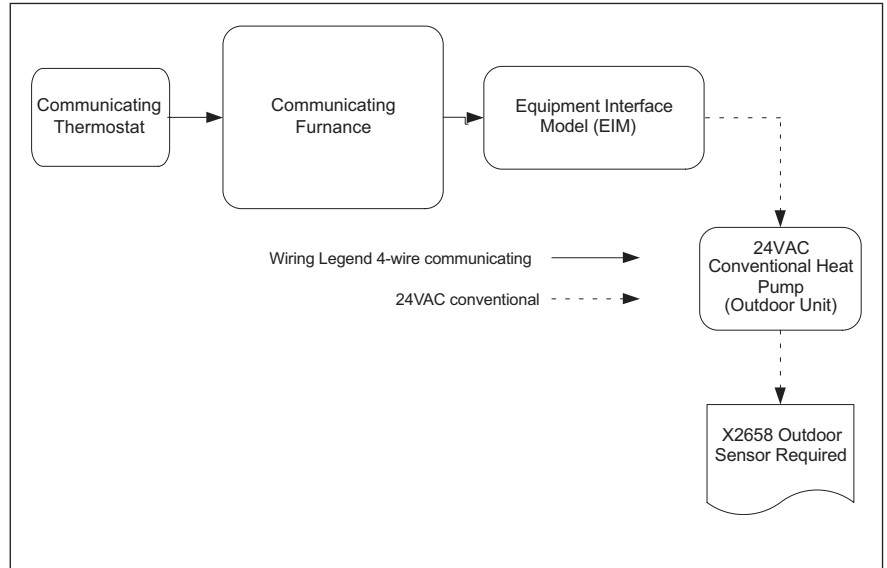 Communicating
Thermostat
Communicating
Furnance
Equipment Interface
Model (EIM)
Wiring Legend 4-wire communicating
24VAC conventional
24VAC
Conventional Heat
Pump
(Outdoor Unit)
X2658 Outdoor
Sensor Required